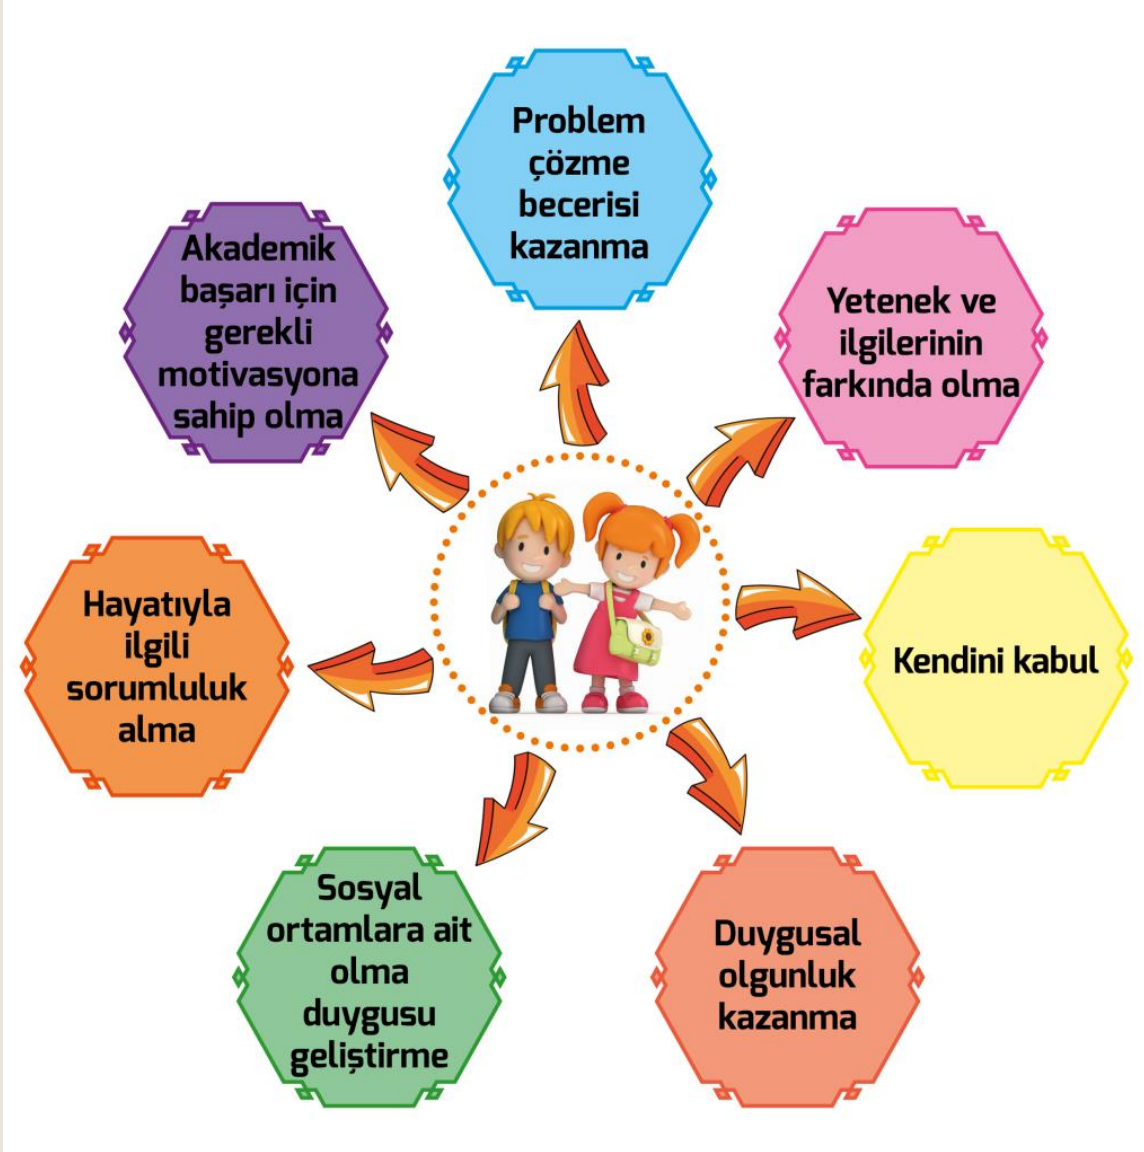 Problem
çözme
becerisi
kazanma
Yetenek ve
ilgilerinin
farkında olma
Kendini kabul
Duygusal
olgunluk
kazanma
Sosyal
ortamlara ait
olma
duygusu
geliştirme
Hayatıyla
ilgili
sorumluluk
alma
Akademik
başarı için
gerekli
motivasyona
sahip olma